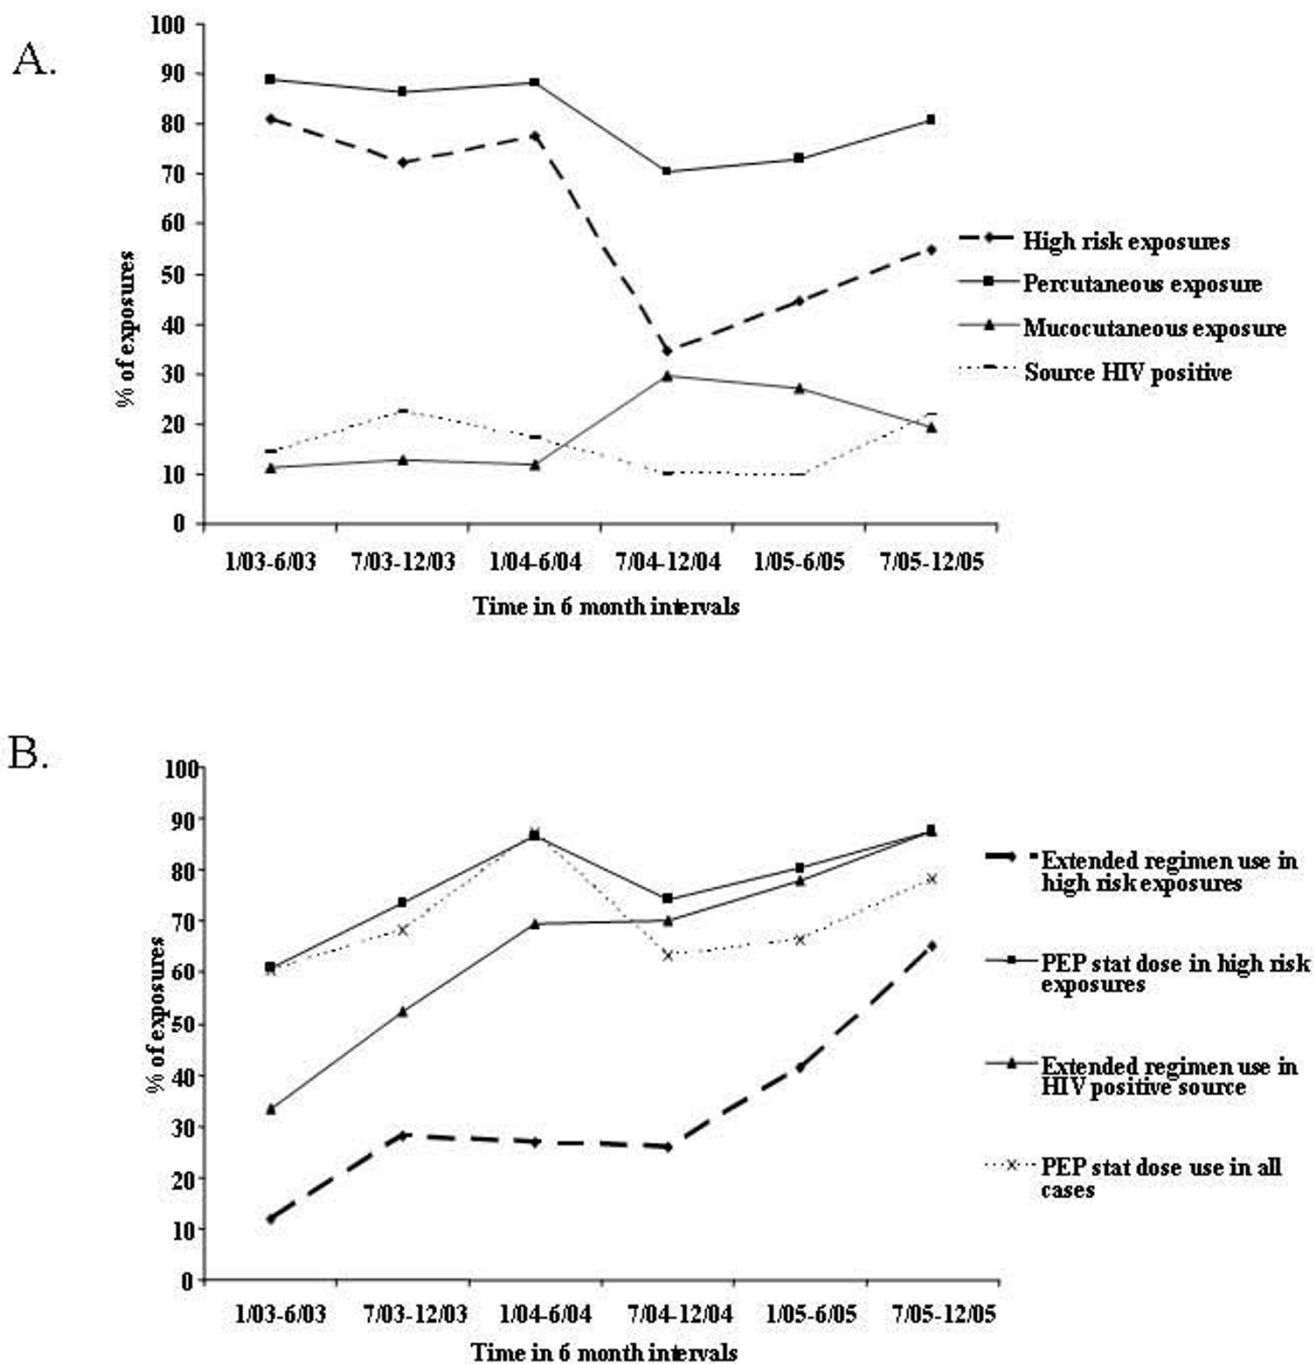 A.
100
90
80
70
60
50
40
30
20
10
0
% of exposures
1/03-6/03 7/03-12/03 1/04-6/04 7/04-12/04 1/05-6/05 7/05-12/05
Time in 6 month intervals
High risk exposures
Percutaneous exposure
Mucocutaneous exposure
Source HIV positive
B.
100
90
80
70
60
50
40
30
20
10
0
% of exposures
1/03-6/03 7/03-12/03 1/04-6/04 7/04-12/04 1/05-6/05 7/05-12/05
Time in 6 month intervals
Extended regimen use in
high risk exposures
PEP stat dose in high risk
exposures
Extended regimen use in
HIV positive source
PEP stat dose use in all
cases